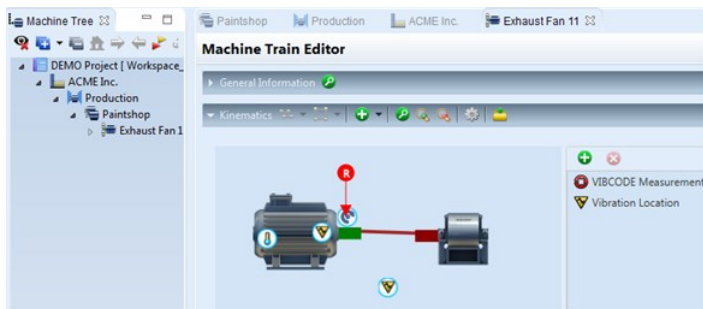 Machine Tree
Paintshop
Production
ACME Inc.
Exhaust Fan 11
DEMO Project [ Workspace_
ACME Inc.
Production
Paintshop
Exhaust Fan 1
Machine Train Editor
General Information
Kinematics
R
VIBCODE Measurement
Vibration Location